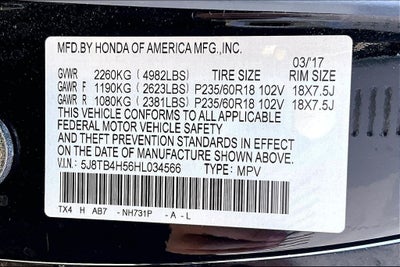 MFD.BY HONDA OF AMERICA MFG.,INC.
03/'17
GVWR 2260KG (4982LBS) TIRE SIZE RIM SIZE
GAWR F 1190KG (2623LBS) P235/60R18 102V 18X7.5J
GAWR R 1080KG (2381LBS) P235/60R18 102V 18X7.5J
THIS VEHICLE CONFORMS TO ALL APPLICABLE
FEDERAL MOTOR VEHICLE SAFETY
AND THEFT PREVENTION STANDARDS IN EFFECT
ON THE DATE OF MANUFACTURE SHOWN ABOVE.
V.I.N.: 5J8TB4H56HL034566 TYPE: MPV
TX4 H AB7 - NH731P - A - L